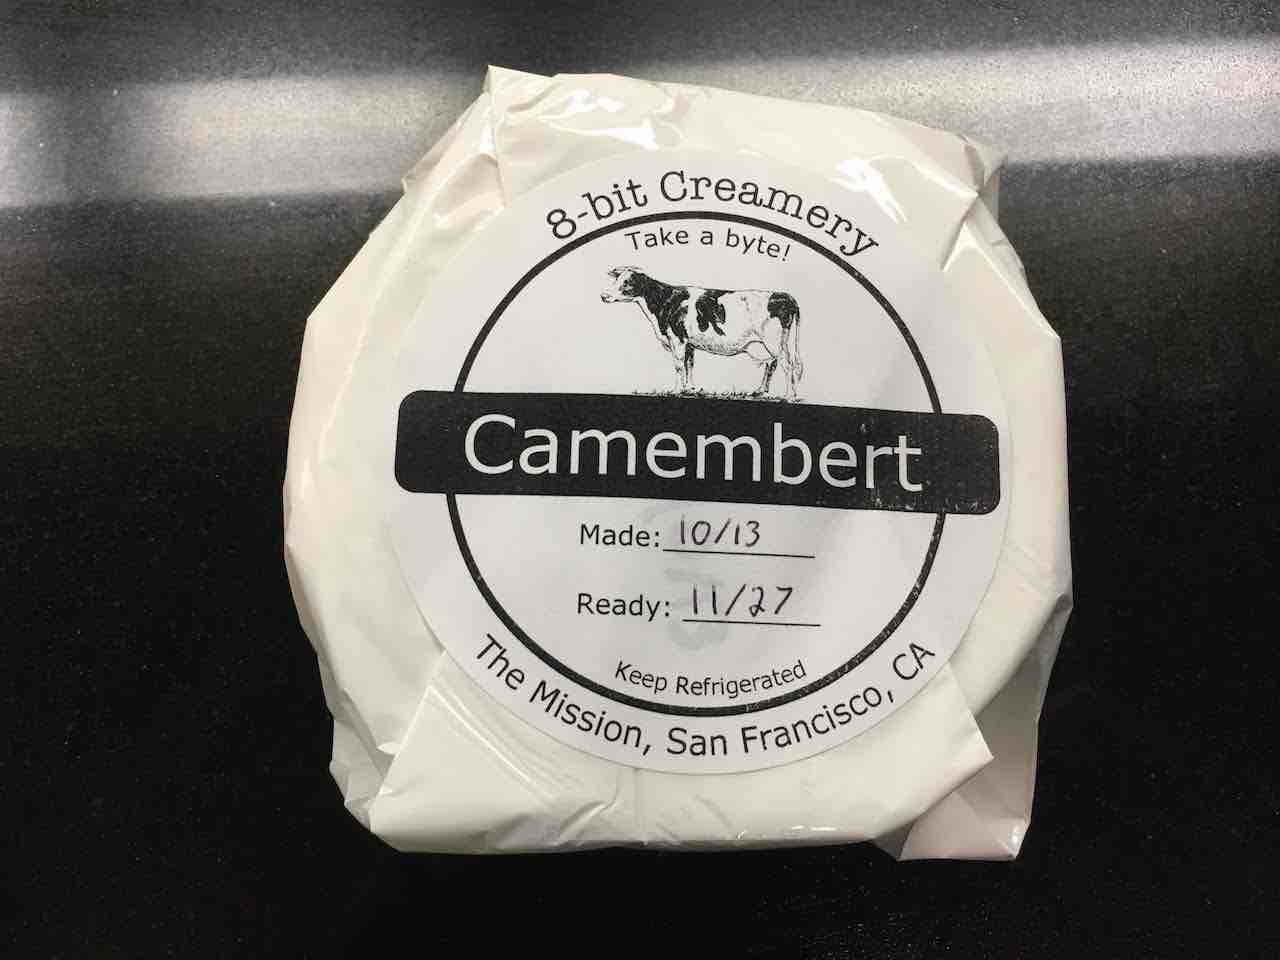 8-bit Creamery
Take a byte!
Camembert
Made: 10/13
Ready: 11/27
Keep Refrigerated
The Mission, San Francisco, CA